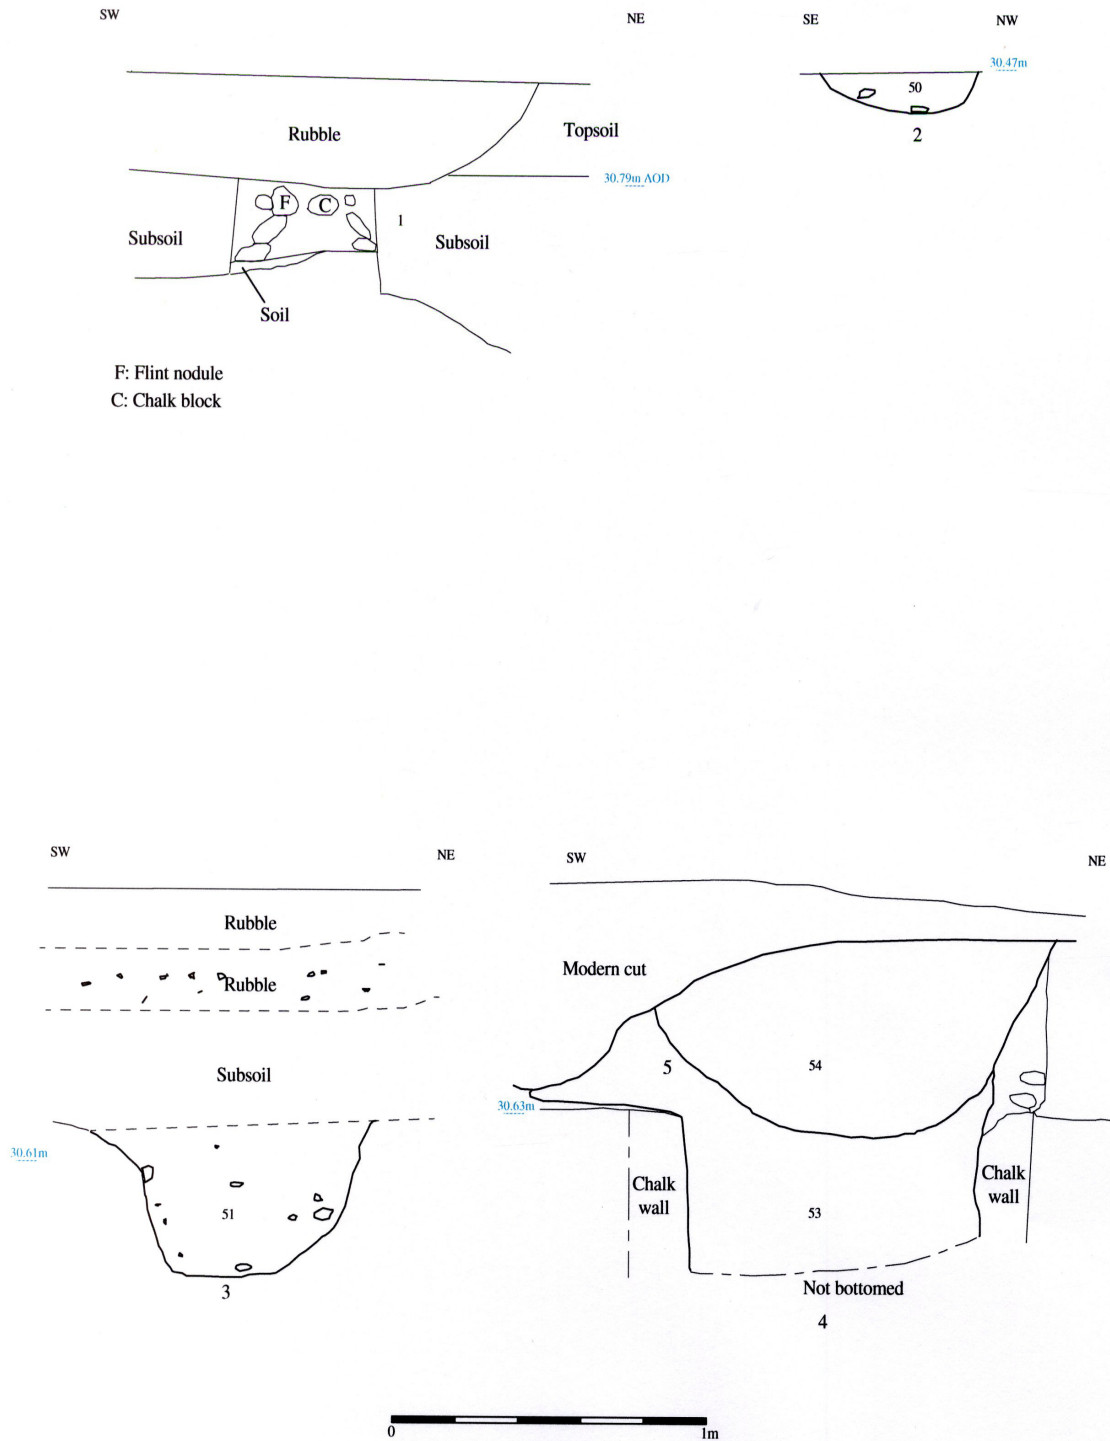 SW
NE
SE
NW
30.47m
50
2
Rubble
Topsoil
30.79m AOD
F
C
1
Subsoil
Subsoil
Soil
F: Flint nodule
C: Chalk block
SW
NE
Rubble
Rubble
Subsoil
30.61m
51
3
SW
NE
Modern cut
5
54
30.63m
Chalk
wall
Chalk
wall
53
Not bottomed
4
0
1m